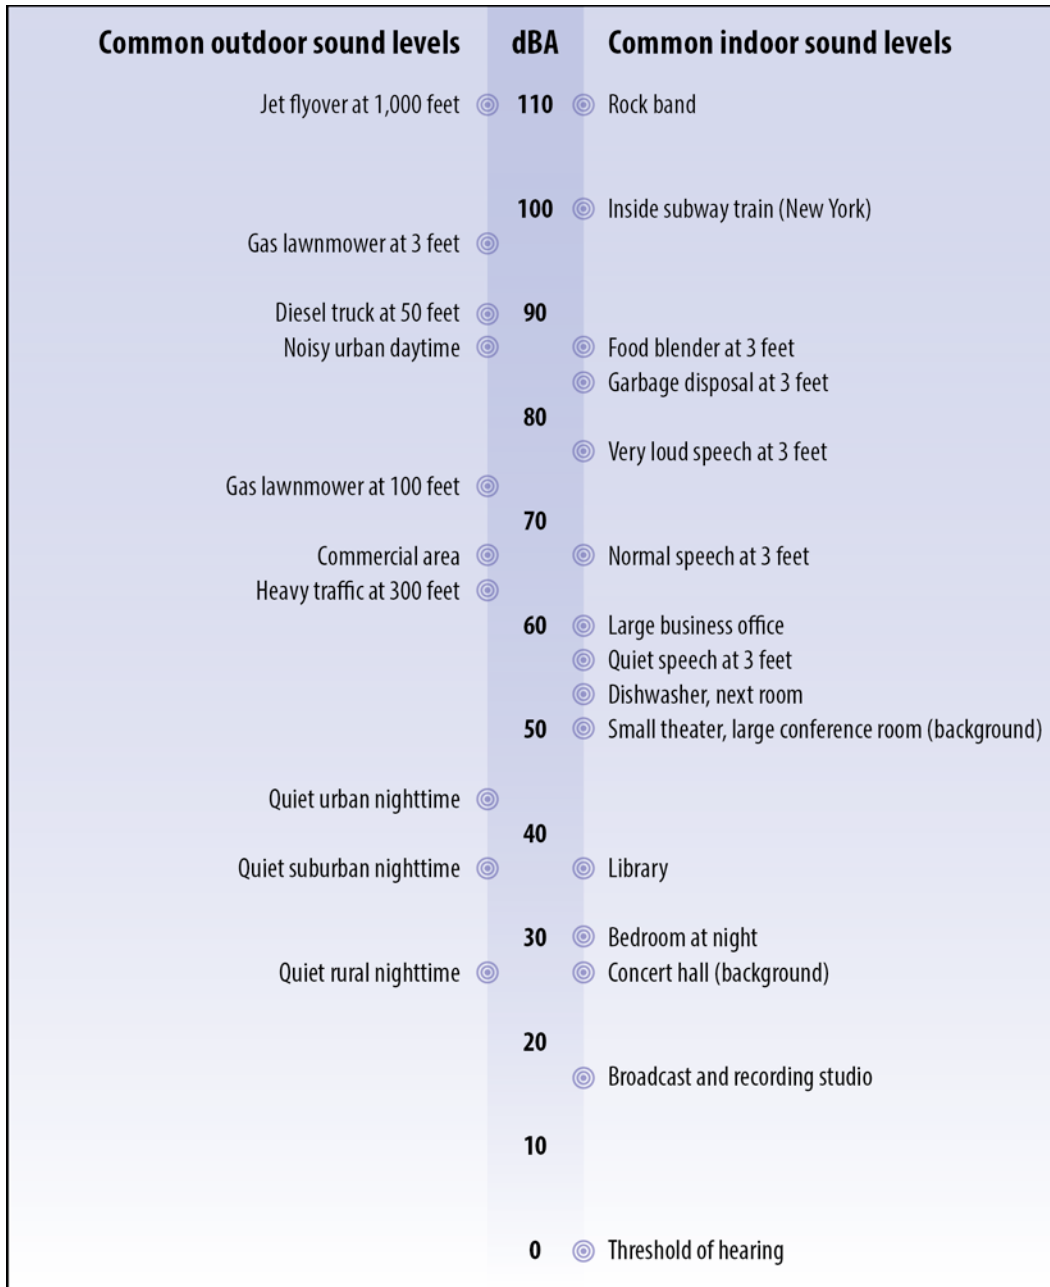 Common outdoor sound levels dBA Common indoor sound levels
Jet flyover at 1,000 feet 110 Rock band
100 Inside subway train (New York)
Gas lawnmower at 3 feet
Diesel truck at 50 feet 90
Noisy urban daytime Food blender at 3 feet
Garbage disposal at 3 feet
80
Very loud speech at 3 feet
Gas lawnmower at 100 feet
70
Commercial area Normal speech at 3 feet
Heavy traffic at 300 feet
60 Large business office
Quiet speech at 3 feet
Dishwasher, next room
50 Small theater, large conference room (background)
Quiet urban nighttime
40
Quiet suburban nighttime Library
30 Bedroom at night
Quiet rural nighttime Concert hall (background)
20
Broadcast and recording studio
10
0 Threshold of hearing